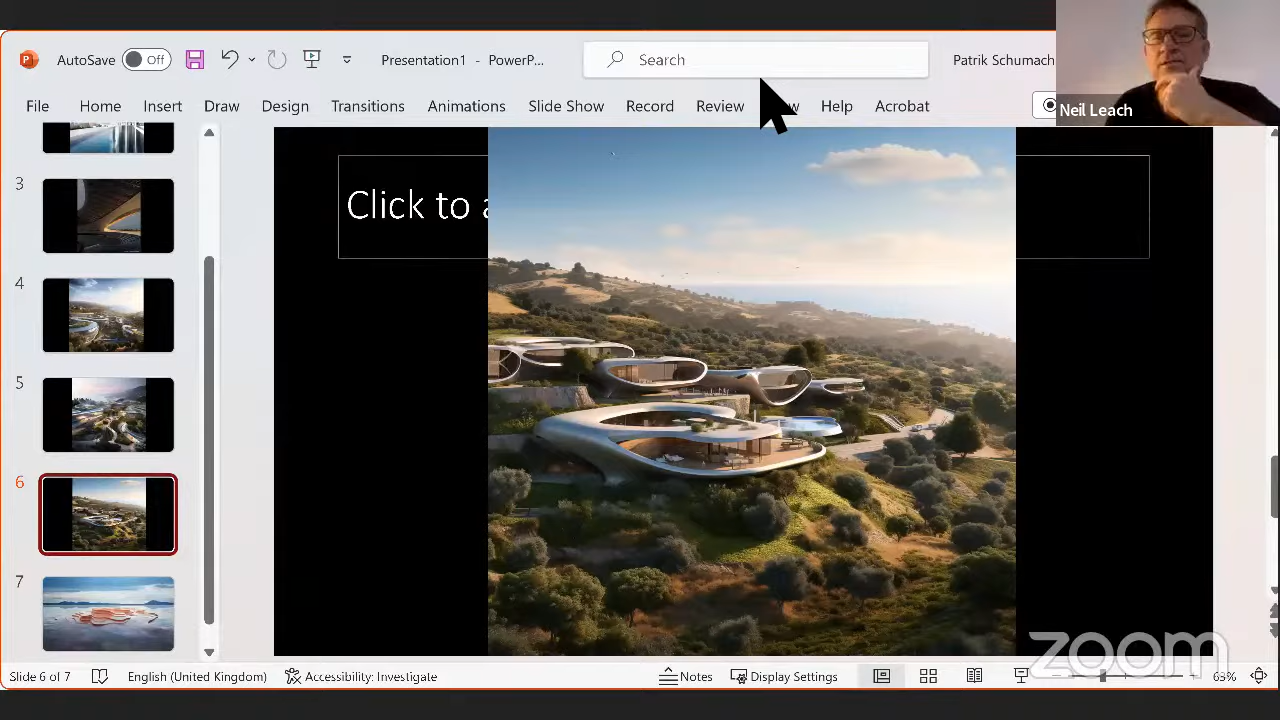 AutoSave Off Presentation1 - PowerP... Search Patrik Schumach
File Home Insert Draw Design Transitions Animations Slide Show Record Review Help Acrobat
Neil Leach
3
Click to
4
5
6
7
zoom
Slide 6 of 7 English (United Kingdom) Accessibility: Investigate Notes Display Settings 63%